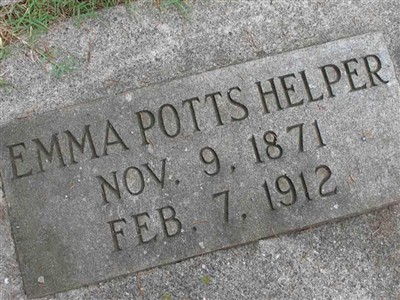 EMMA POTTS HELPER
NOV. 9, 1871
FEB. 7, 1912